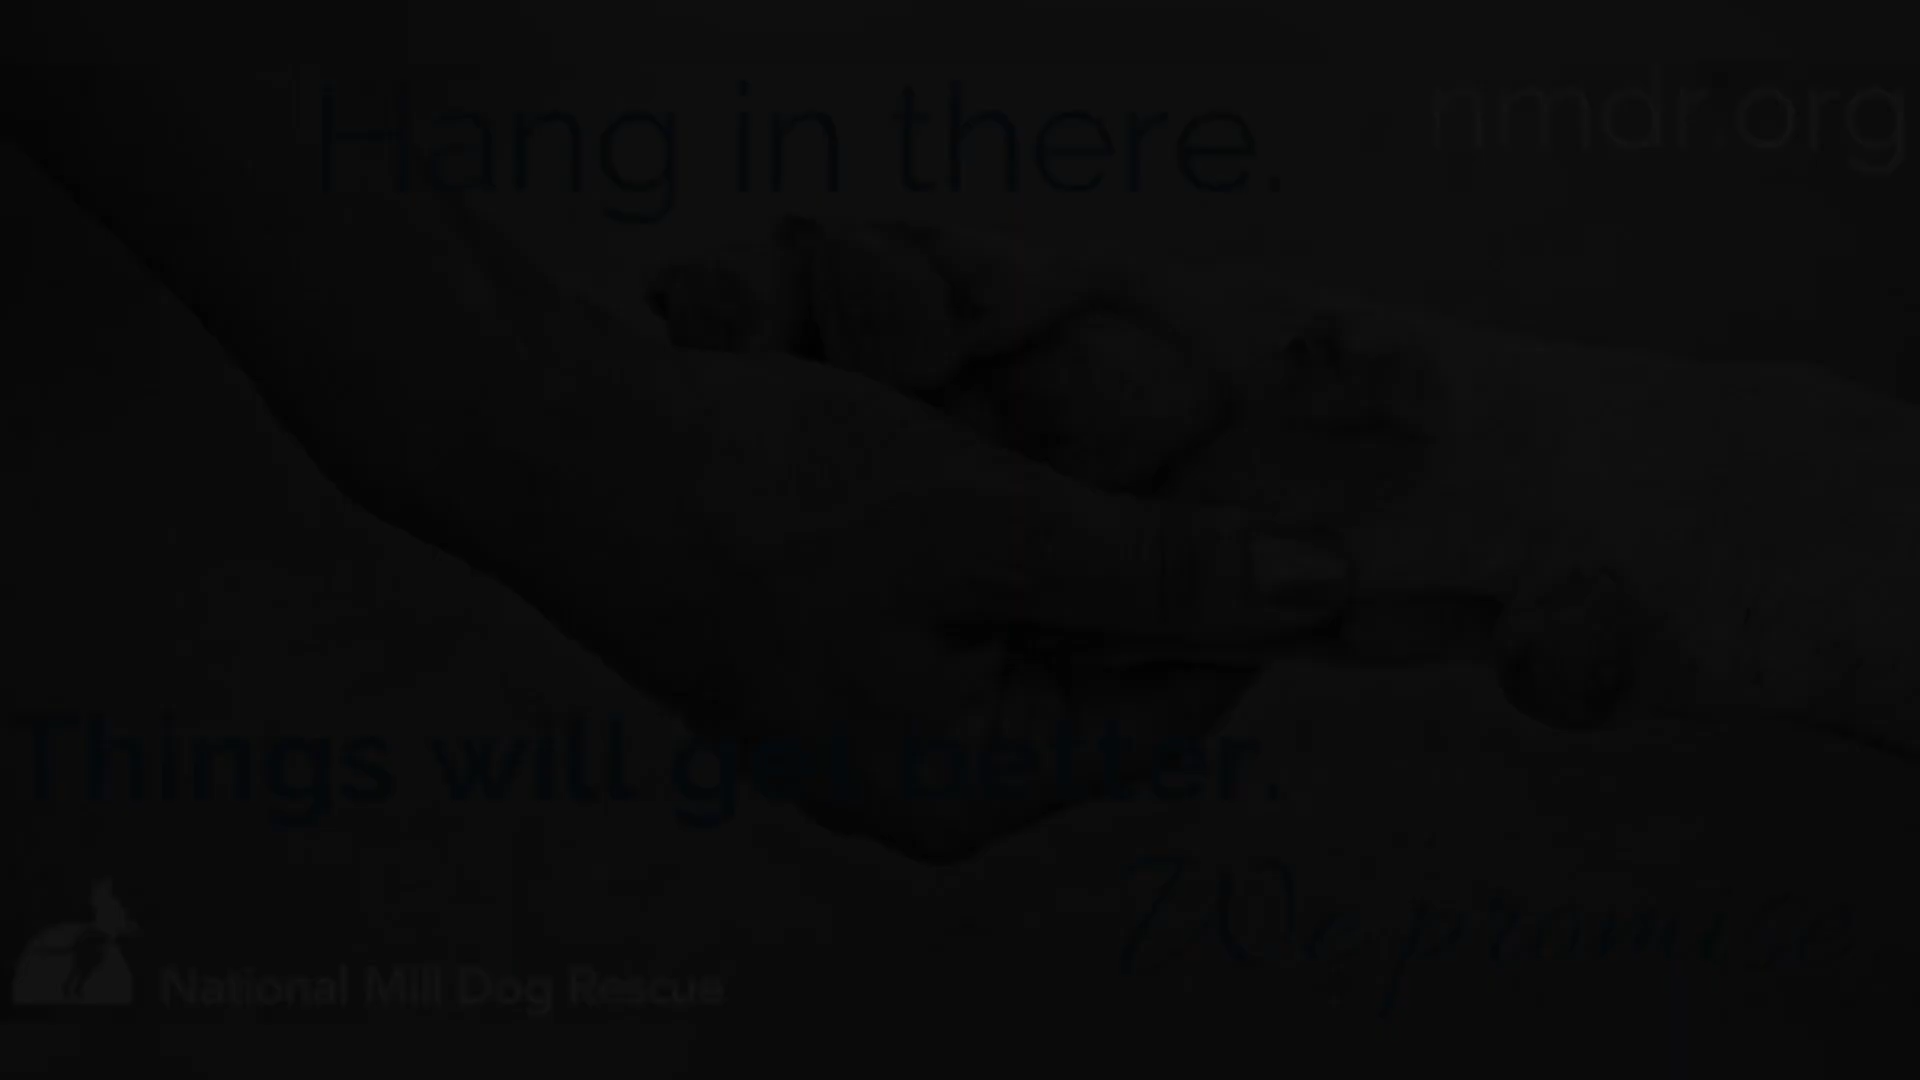 Hang in there.
nmdr.org
Things will get better.
We promise
National Mill Dog Rescue